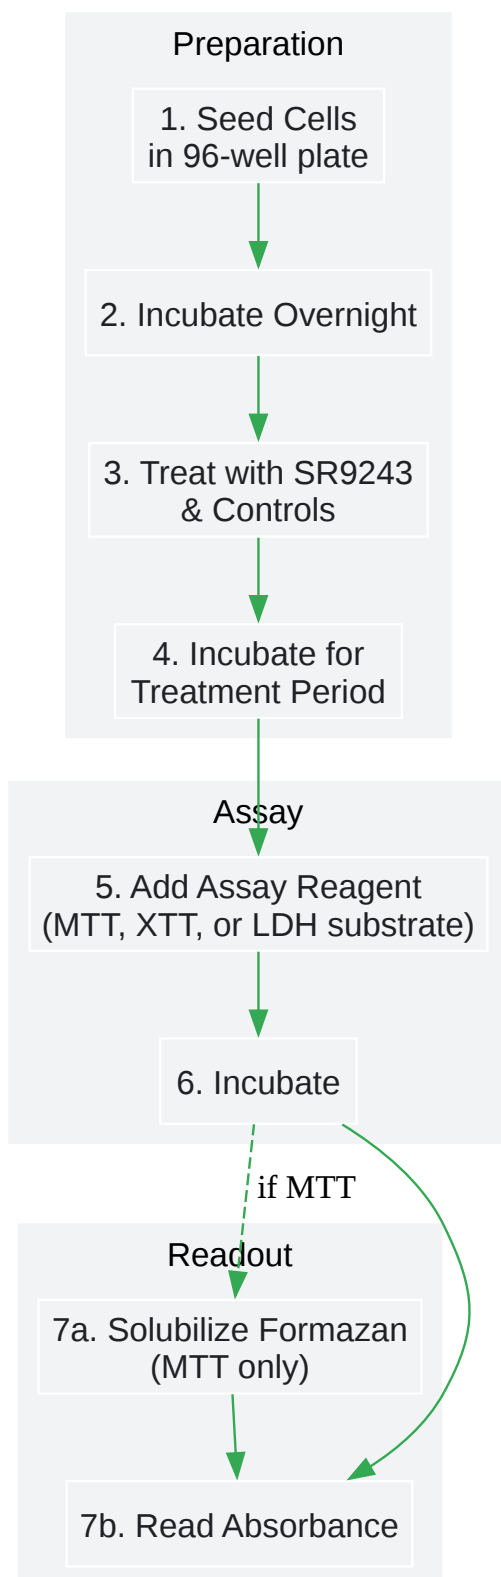 Preparation
1. Seed Cells
in 96-well plate
2. Incubate Overnight
3. Treat with SR9243
& Controls
4. Incubate for
Treatment Period
Assay
5. Add Assay Reagent
(MTT, XTT, or LDH substrate)
6. Incubate
if MTT
Readout
7a. Solubilize Formazan
(MTT only)
7b. Read Absorbance